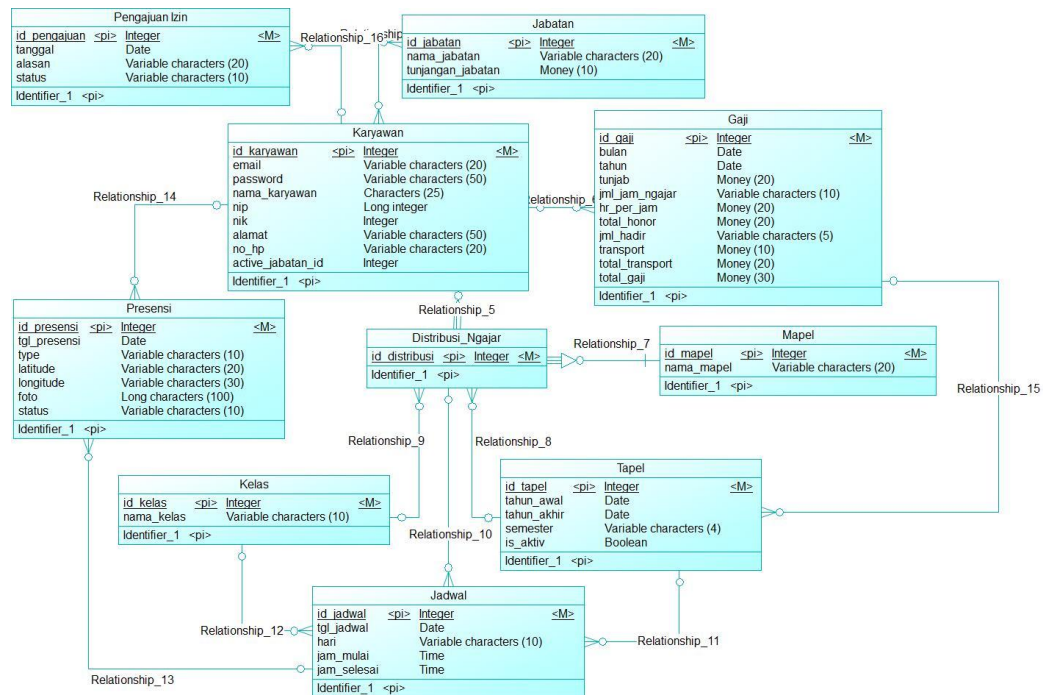 Pengajuan Izin
id_pengajuan <pi> Integer <M>
tanggal Date
alasan Variable characters (20)
status Variable characters (10)
Identifier_1 <pi>
Relationship_16
Jabatan
id_jabatan <pi> Integer <M>
nama_jabatan Variable characters (20)
tunjangan_jabatan Money (10)
Identifier_1 <pi>
Karyawan
id_karyawan <pi> Integer <M>
email Variable characters (20)
password Variable characters (50)
nama_karyawan Characters (25)
nip Long integer
nik Integer
alamat Variable characters (50)
no_hp Variable characters (20)
active_jabatan_id Integer
Identifier_1 <pi>
Gaji
id_gaji <pi> Integer <M>
bulan Date
tahun Date
tunjab Money (20)
jml_jam_ngajar Variable characters (10)
hr_per_jam Money (20)
total_honor Money (20)
jml_hadir Variable characters (5)
transport Money (10)
total_transport Money (20)
total_gaji Money (30)
Identifier_1 <pi>
Relationship_14
Relationship_5
Presensi
id_presensi <pi> Integer <M>
tgl_presensi Date
type Variable characters (10)
latitude Variable characters (20)
longitude Variable characters (30)
foto Long characters (100)
status Variable characters (10)
Identifier_1 <pi>
Distribusi_Ngajar
id_distribusi <pi> Integer <M>
Identifier_1 <pi>
Relationship_7
Mapel
id_mapel <pi> Integer <M>
nama_mapel Variable characters (20)
Identifier_1 <pi>
Relationship_15
Relationship_9
Relationship_8
Kelas
id_kelas <pi> Integer <M>
nama_kelas Variable characters (10)
Identifier_1 <pi>
Tapel
id_tapel <pi> Integer <M>
tahun_awal Date
tahun_akhir Date
semester Variable characters (4)
is_aktiv Boolean
Identifier_1 <pi>
Relationship_10
Jadwal
id_jadwal <pi> Integer <M>
tgl_jadwal Date
hari Variable characters (10)
jam_mulai Time
jam_selesai Time
Identifier_1 <pi>
Relationship_12
Relationship_11
Relationship_13